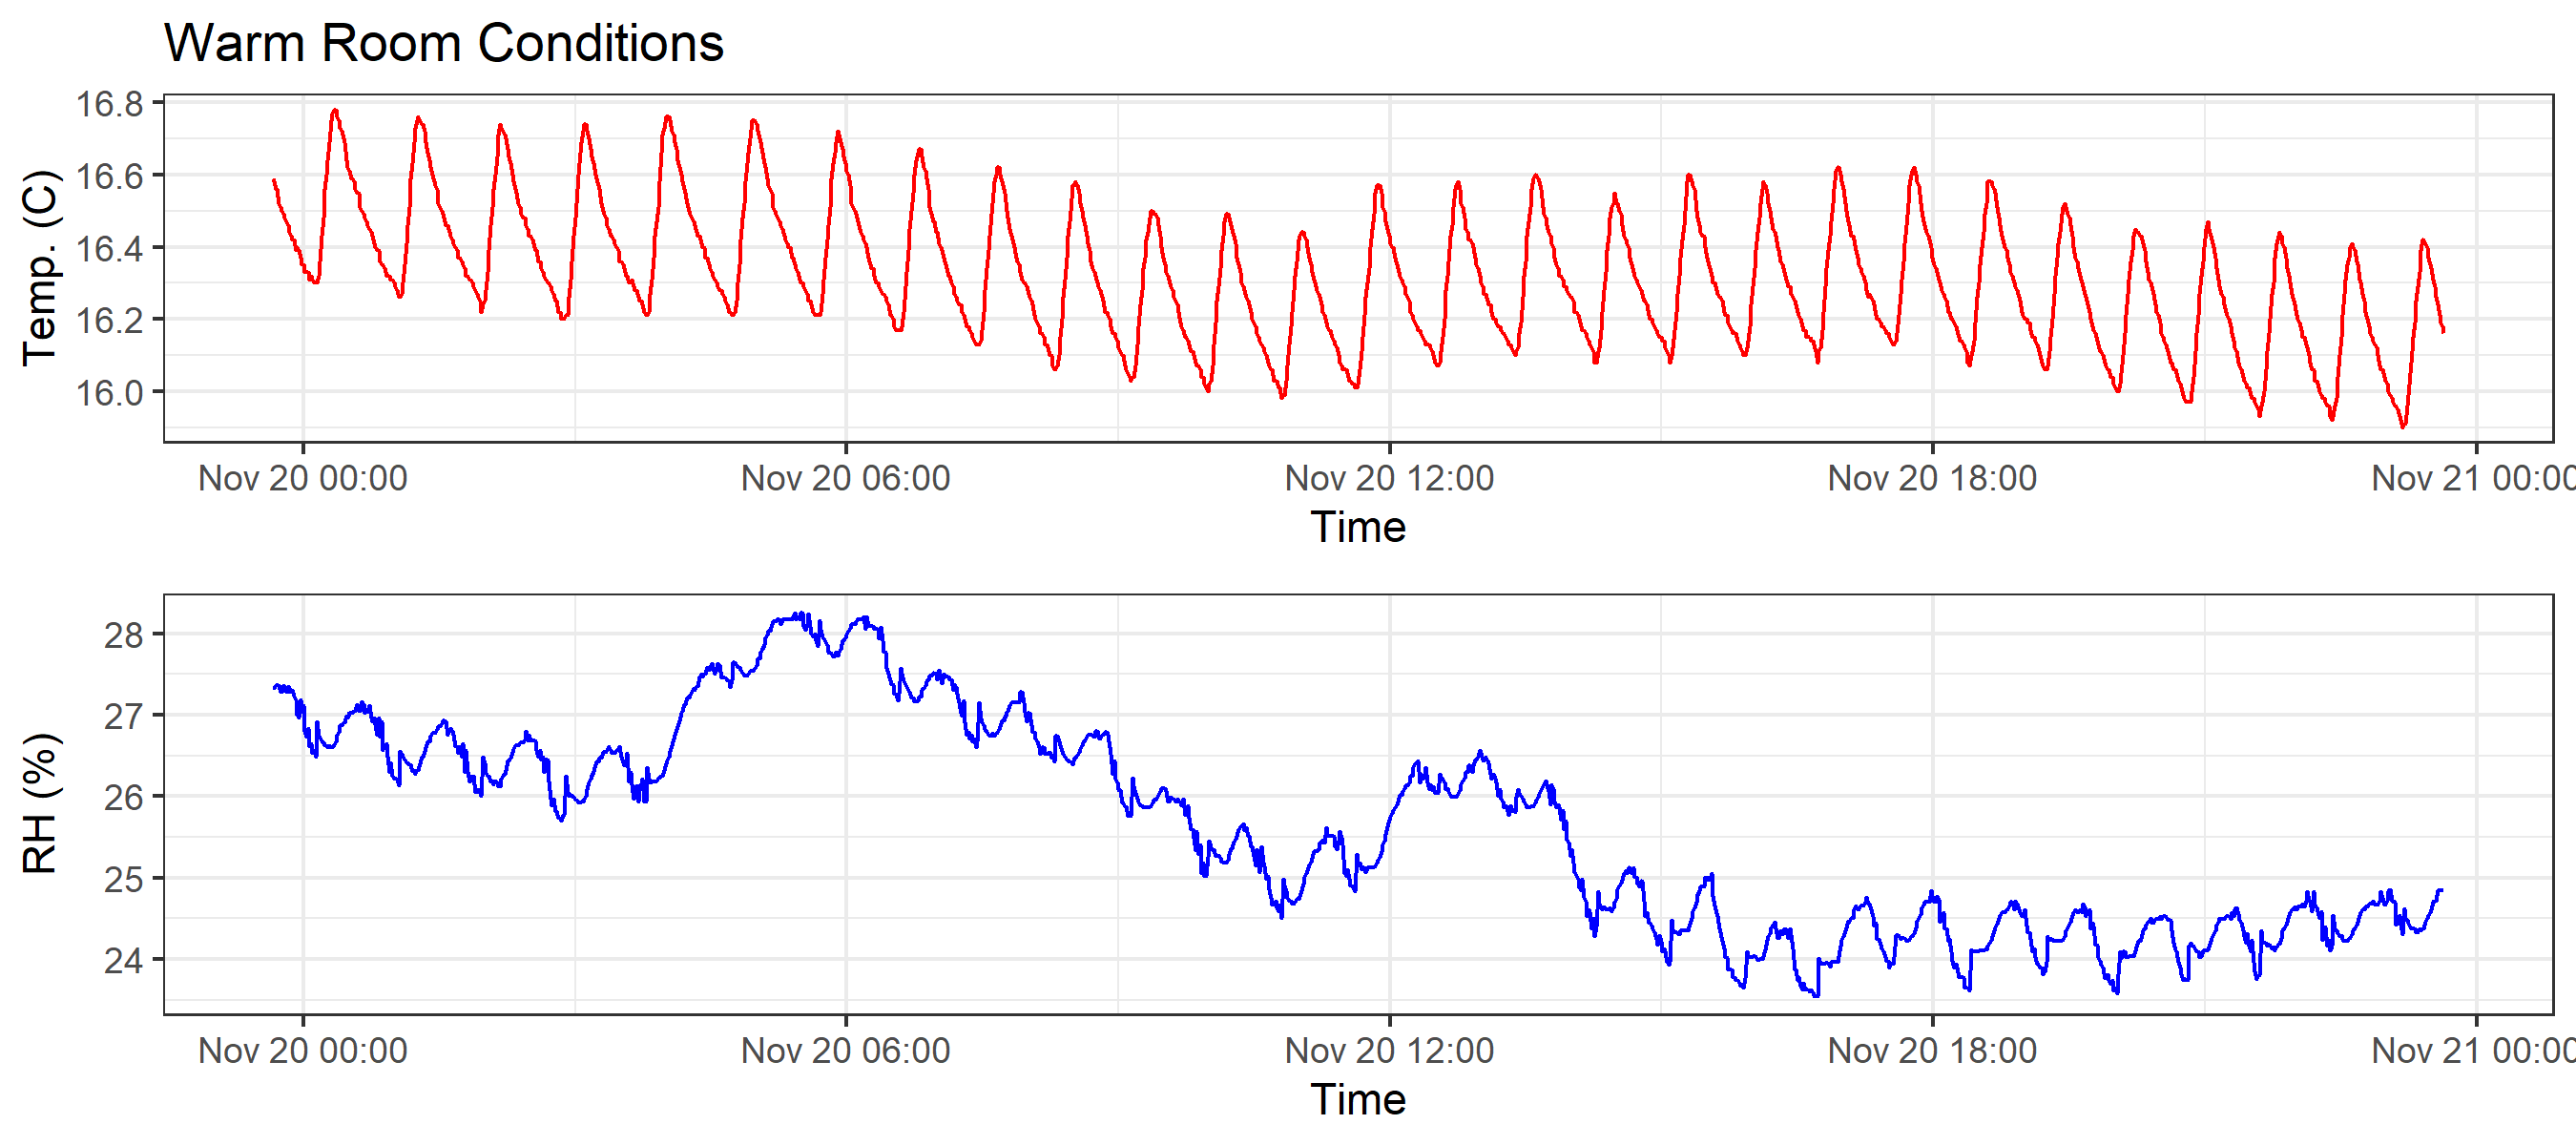 Warm Room Conditions
Temp. (C)
16.8
16.6
16.4
16.2
16.0
Nov 20 00:00 Nov 20 06:00 Nov 20 12:00 Nov 20 18:00 Nov 21 00:00
Time
RH (%)
28
27
26
25
24
Nov 20 00:00 Nov 20 06:00 Nov 20 12:00 Nov 20 18:00 Nov 21 00:00
Time